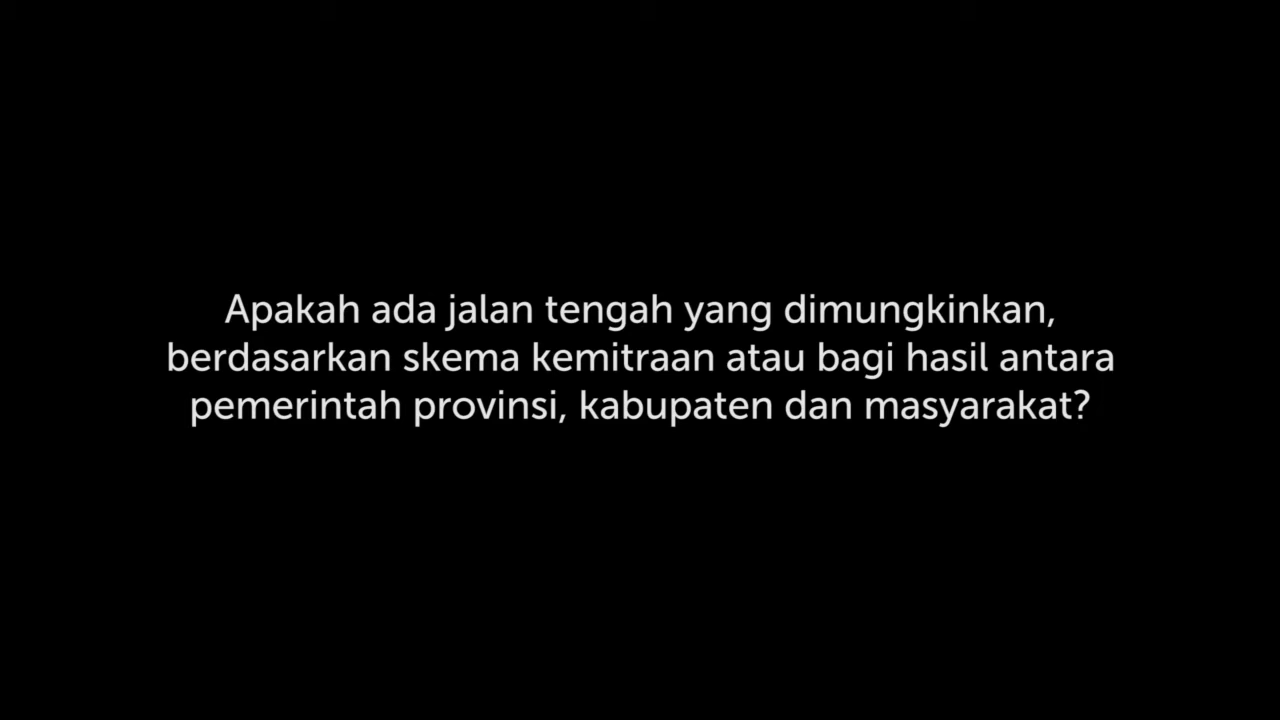 Apakah ada jalan tengah yang dimungkinkan,
berdasarkan skema kemitraan atau bagi hasil antara
pemerintah provinsi, kabupaten dan masyarakat?